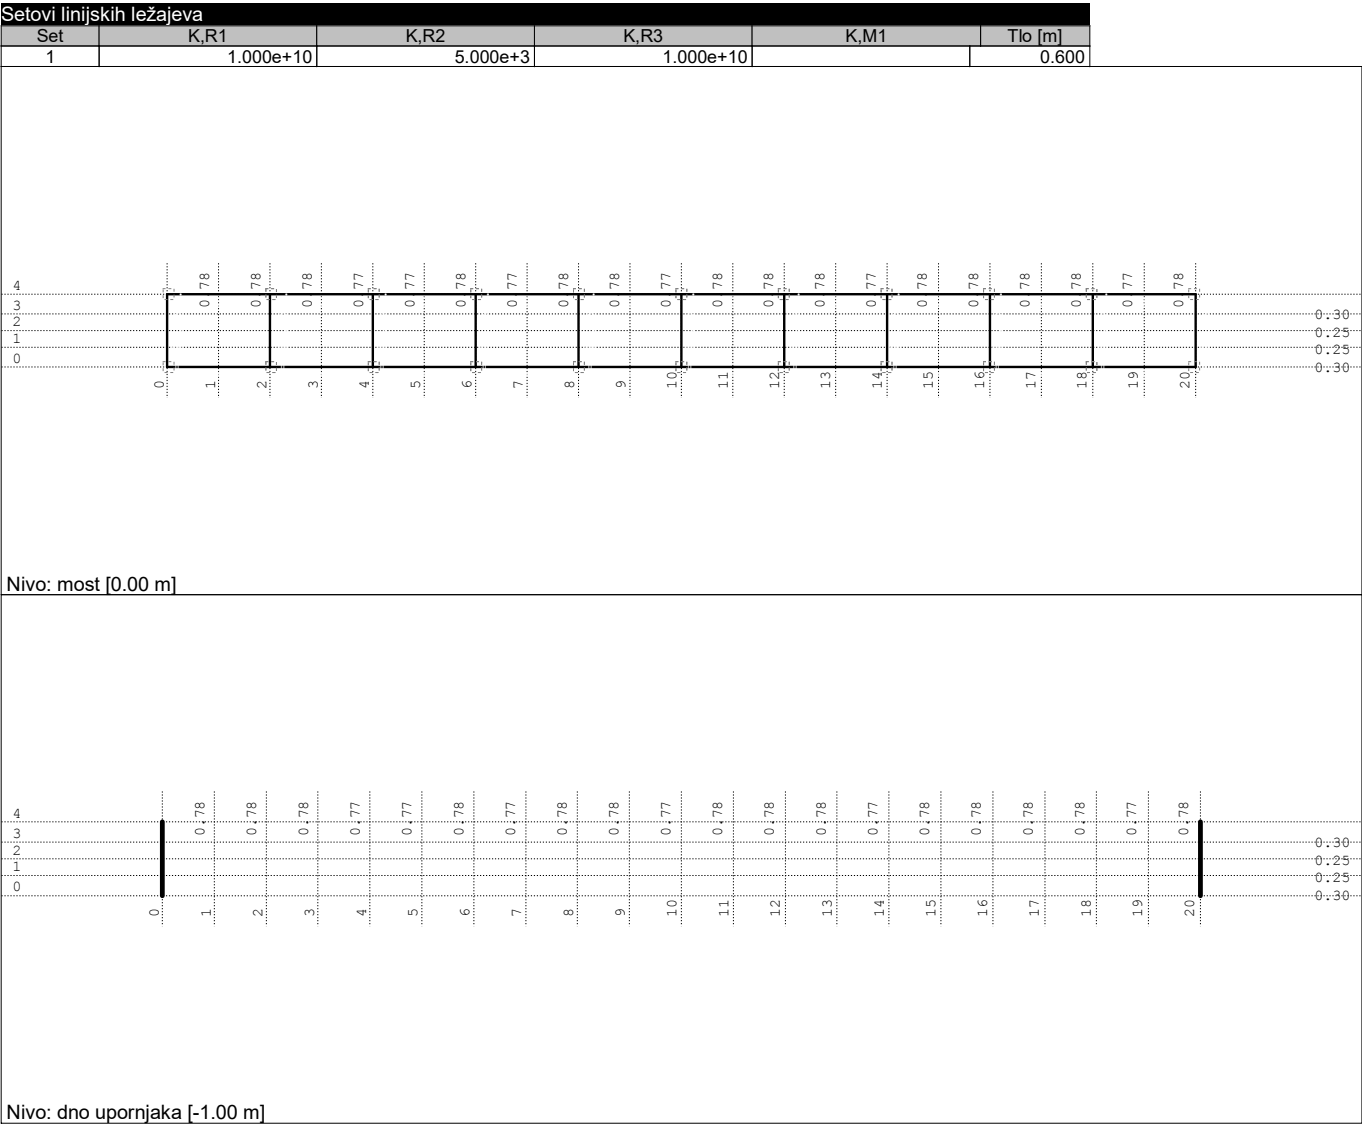 Setovi linijskih ležajeva
Set K,R1 K,R2 K,R3 K,M1 Tlo [m]
1 1.000e+10 5.000e+3 1.000e+10 0.600
0.78 0.78 0.78 0.77 0.77 0.78 0.77 0.78 0.78 0.77 0.78 0.78 0.78 0.77 0.78 0.78 0.78 0.78 0.77 0.78
4
3 0.30
2 0.25
1 0.25
0 0.30
0 1 2 3 4 5 6 7 8 9 10 11 12 13 14 15 16 17 18 19 20
Nivo: most [0.00 m]
0.78 0.78 0.78 0.77 0.77 0.78 0.77 0.78 0.78 0.77 0.78 0.78 0.78 0.77 0.78 0.78 0.78 0.78 0.77 0.78
4
3 0.30
2 0.25
1 0.25
0 0.30
0 1 2 3 4 5 6 7 8 9 10 11 12 13 14 15 16 17 18 19 20
Nivo: dno upornjaka [-1.00 m]